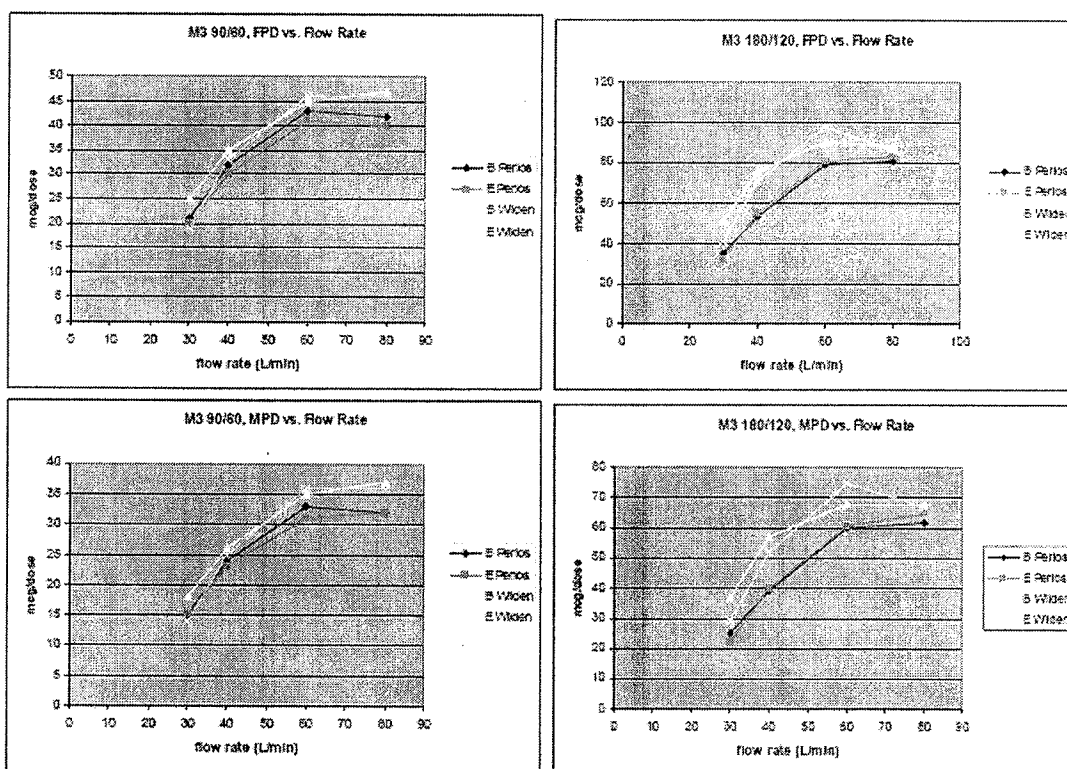 M3 90/60, FPD vs. Flow Rate
50
45
40
35
30
25
20
15
10
5
0
mcg/dose
0 10 20 30 40 50 60 70 80 90
flow rate (L/min)
B Perlos
E Perlos
B Widen
E Widen
M3 180/120, FPD vs. Flow Rate
120
100
80
60
40
20
0
mcg/dose
0 20 40 60 80 100
flow rate (L/min)
B Perlos
E Perlos
B Widen
E Widen
M3 90/60, MPD vs. Flow Rate
40
35
30
25
20
15
10
5
0
mcg/dose
0 10 20 30 40 50 60 70 80 90
flow rate (L/min)
B Perlos
E Perlos
B Widen
E Widen
M3 180/120, MPD vs. Flow Rate
80
70
60
50
40
30
20
10
0
mcg/dose
0 10 20 30 40 50 60 70 80 90
flow rate (L/min)
B Perlos
E Perlos
B Widen
E Widen